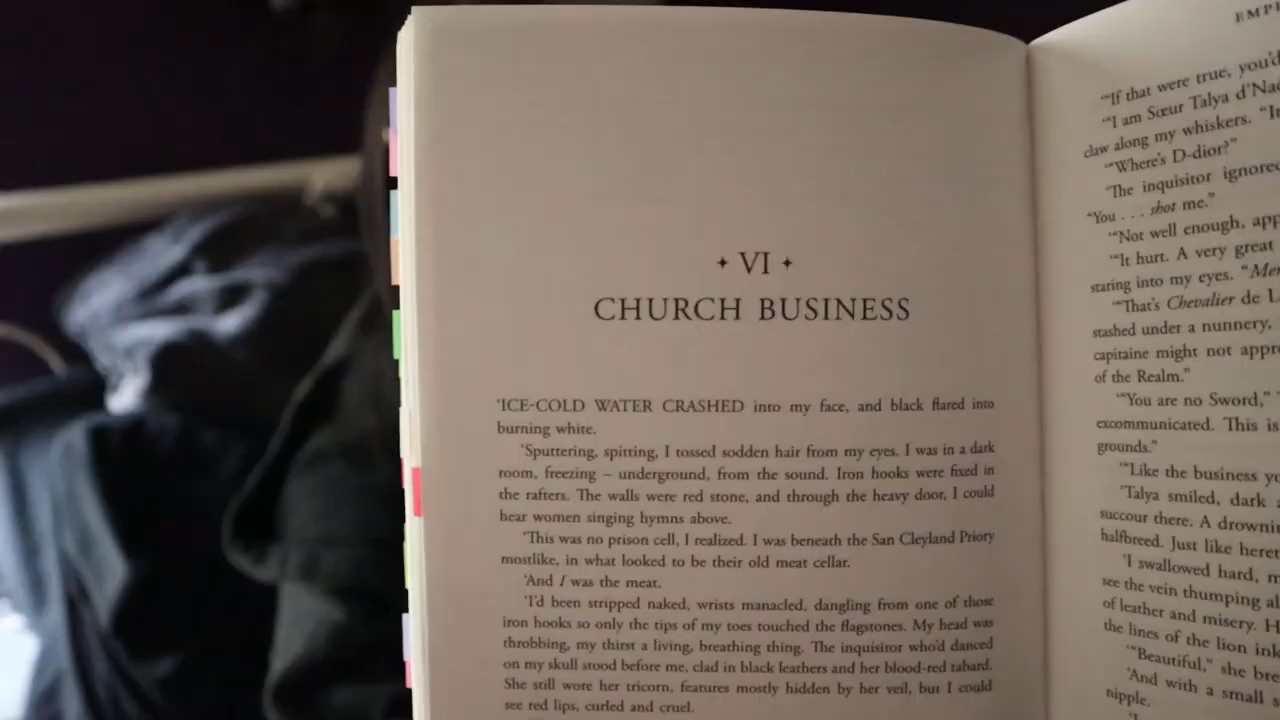 ✦ VI ✦
CHURCH BUSINESS
‘ICE-COLD WATER CRASHED into my face, and black flared into
burning white.
‘Sputtering, spitting, I tossed sodden hair from my eyes. I was in a dark
room, freezing – underground, from the sound. Iron hooks were fixed in
the rafters. The walls were red stone, and through the heavy door, I could
hear women singing hymns above.
‘This was no prison cell, I realized. I was beneath the San Cleyland Priory
mostlike, in what looked to be their old meat cellar.
‘And I was the meat.
‘I’d been stripped naked, wrists manacled, dangling from one of those
iron hooks so only the tips of my toes touched the flagstones. My head was
throbbing, my thirst a living, breathing thing. The inquisitor who’d danced
on my skull stood before me, clad in black leathers and her blood-red tabard.
She still wore her tricorn, features mostly hidden by her veil, but I could
see red lips, curled and cruel.
‘“If that were true, you’d
‘“I am Sœur Talya d’Na
claw along my whiskers. “It
‘“Where’s D-dior?”
‘The inquisitor ignored
“You . . . shot me.”
‘“Not well enough, app
‘“It hurt. A very great
staring into my eyes. “Me
‘“That’s Chevalier de L
stashed under a nunnery,
capitaine might not appr
of the Realm.”
‘“You are no Sword,”
excommunicated. This is
grounds.”
‘“Like the business yo
‘Talya smiled, dark
succour there. A drownin
halfbreed. Just like heret
‘I swallowed hard, m
see the vein thumping al
of leather and misery. H
the lines of the lion ink
‘“Beautiful,” she bre
‘And with a small s
nipple.